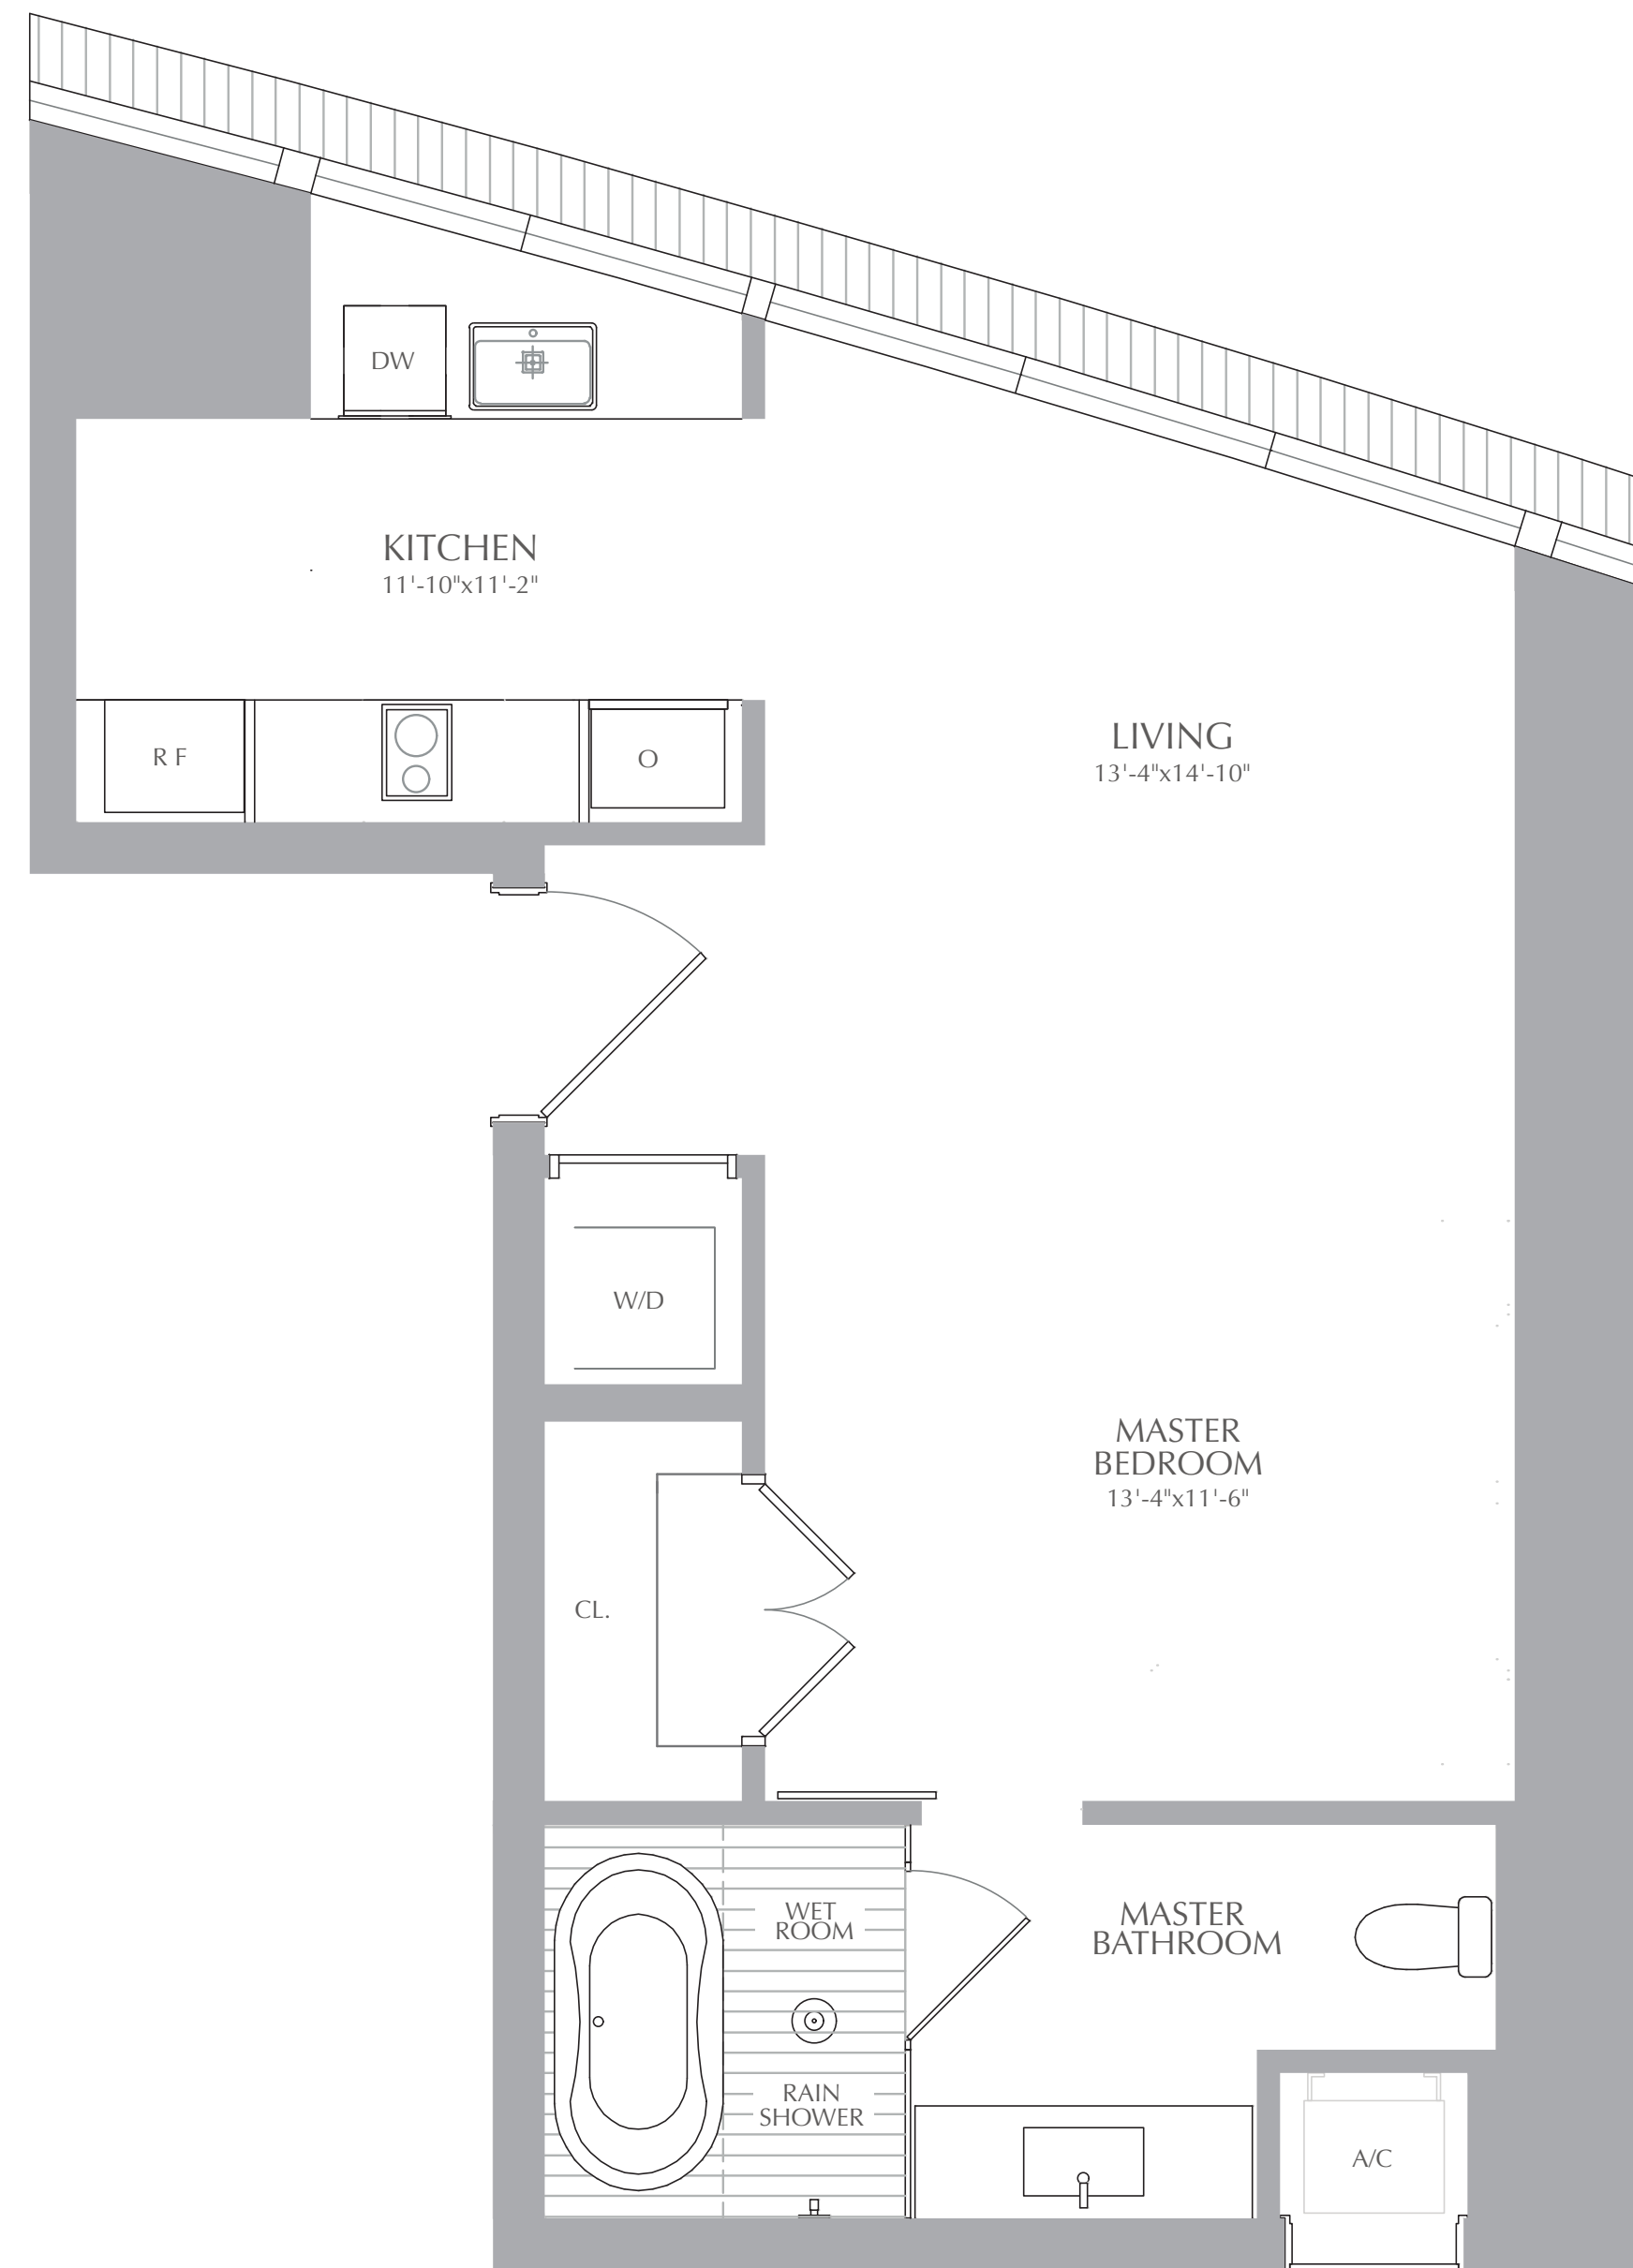 DW
KITCHEN
11'-10"x11'-2"
R F
O
LIVING
13'-4"x14'-10"
W/D
MASTER
BEDROOM
13'-4"x11'-6"
CL.
WET
ROOM
MASTER
BATHROOM
RAIN
SHOWER
A/C